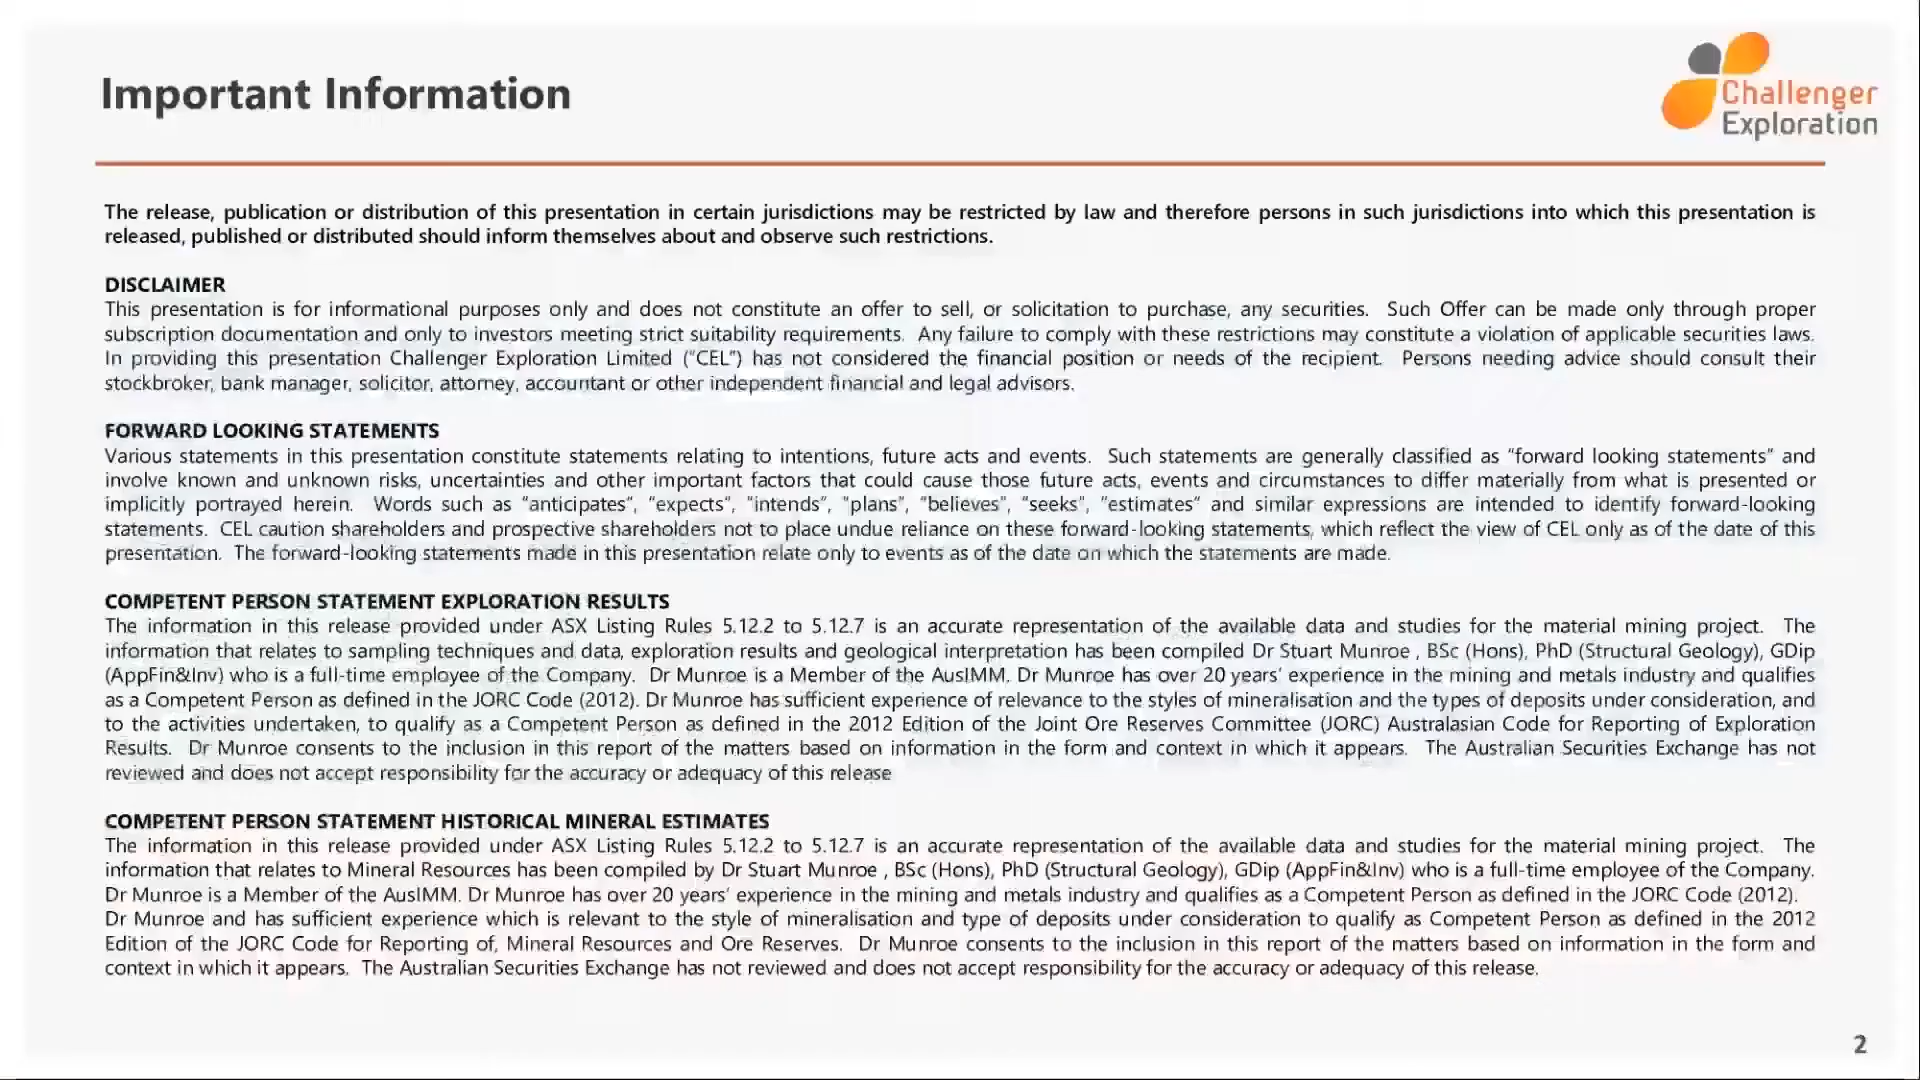 Important Information
Challenger
Exploration
The release, publication or distribution of this presentation in certain jurisdictions may be restricted by law and therefore persons in such jurisdictions into which this presentation is
released, published or distributed should inform themselves about and observe such restrictions.
DISCLAIMER
This presentation is for informational purposes only and does not constitute an offer to sell, or solicitation to purchase, any securities. Such Offer can be made only through proper
subscription documentation and only to investors meeting strict suitability requirements. Any failure to comply with these restrictions may constitute a violation of applicable securities laws.
In providing this presentation Challenger Exploration Limited ("CEL") has not considered the financial position or needs of the recipient. Persons needing advice should consult their
stockbroker, bank manager, solicitor, attorney, accountant or other independent financial and legal advisors.
FORWARD LOOKING STATEMENTS
Various statements in this presentation constitute statements relating to intentions, future acts and events. Such statements are generally classified as "forward looking statements" and
involve known and unknown risks, uncertainties and other important factors that could cause those future acts, events and circumstances to differ materially from what is presented or
implicitly portrayed herein. Words such as "anticipates", "expects", "intends", "plans", "believes", "seeks", "estimates" and similar expressions are intended to identify forward-looking
statements. CEL caution shareholders and prospective shareholders not to place undue reliance on these forward-looking statements, which reflect the view of CEL only as of the date of this
presentation. The forward-looking statements made in this presentation relate only to events as of the date on which the statements are made.
COMPETENT PERSON STATEMENT EXPLORATION RESULTS
The information in this release provided under ASX Listing Rules 5.12.2 to 5.12.7 is an accurate representation of the available data and studies for the material mining project. The
information that relates to sampling techniques and data, exploration results and geological interpretation has been compiled Dr Stuart Munroe , BSc (Hons), PhD (Structural Geology), GDip
(AppFin&Inv) who is a full-time employee of the Company. Dr Munroe is a Member of the AusIMM. Dr Munroe has over 20 years' experience in the mining and metals industry and qualifies
as a Competent Person as defined in the JORC Code (2012). Dr Munroe has sufficient experience of relevance to the styles of mineralisation and the types of deposits under consideration, and
to the activities undertaken, to qualify as a Competent Person as defined in the 2012 Edition of the Joint Ore Reserves Committee (JORC) Australasian Code for Reporting of Exploration
Results. Dr Munroe consents to the inclusion in this report of the matters based on information in the form and context in which it appears. The Australian Securities Exchange has not
reviewed and does not accept responsibility for the accuracy or adequacy of this release
COMPETENT PERSON STATEMENT HISTORICAL MINERAL ESTIMATES
The information in this release provided under ASX Listing Rules 5.12.2 to 5.12.7 is an accurate representation of the available data and studies for the material mining project. The
information that relates to Mineral Resources has been compiled by Dr Stuart Munroe , BSc (Hons), PhD (Structural Geology), GDip (AppFin&Inv) who is a full-time employee of the Company.
Dr Munroe is a Member of the AusIMM. Dr Munroe has over 20 years' experience in the mining and metals industry and qualifies as a Competent Person as defined in the JORC Code (2012).
Dr Munroe and has sufficient experience which is relevant to the style of mineralisation and type of deposits under consideration to qualify as Competent Person as defined in the 2012
Edition of the JORC Code for Reporting of, Mineral Resources and Ore Reserves. Dr Munroe consents to the inclusion in this report of the matters based on information in the form and
context in which it appears. The Australian Securities Exchange has not reviewed and does not accept responsibility for the accuracy or adequacy of this release.
2